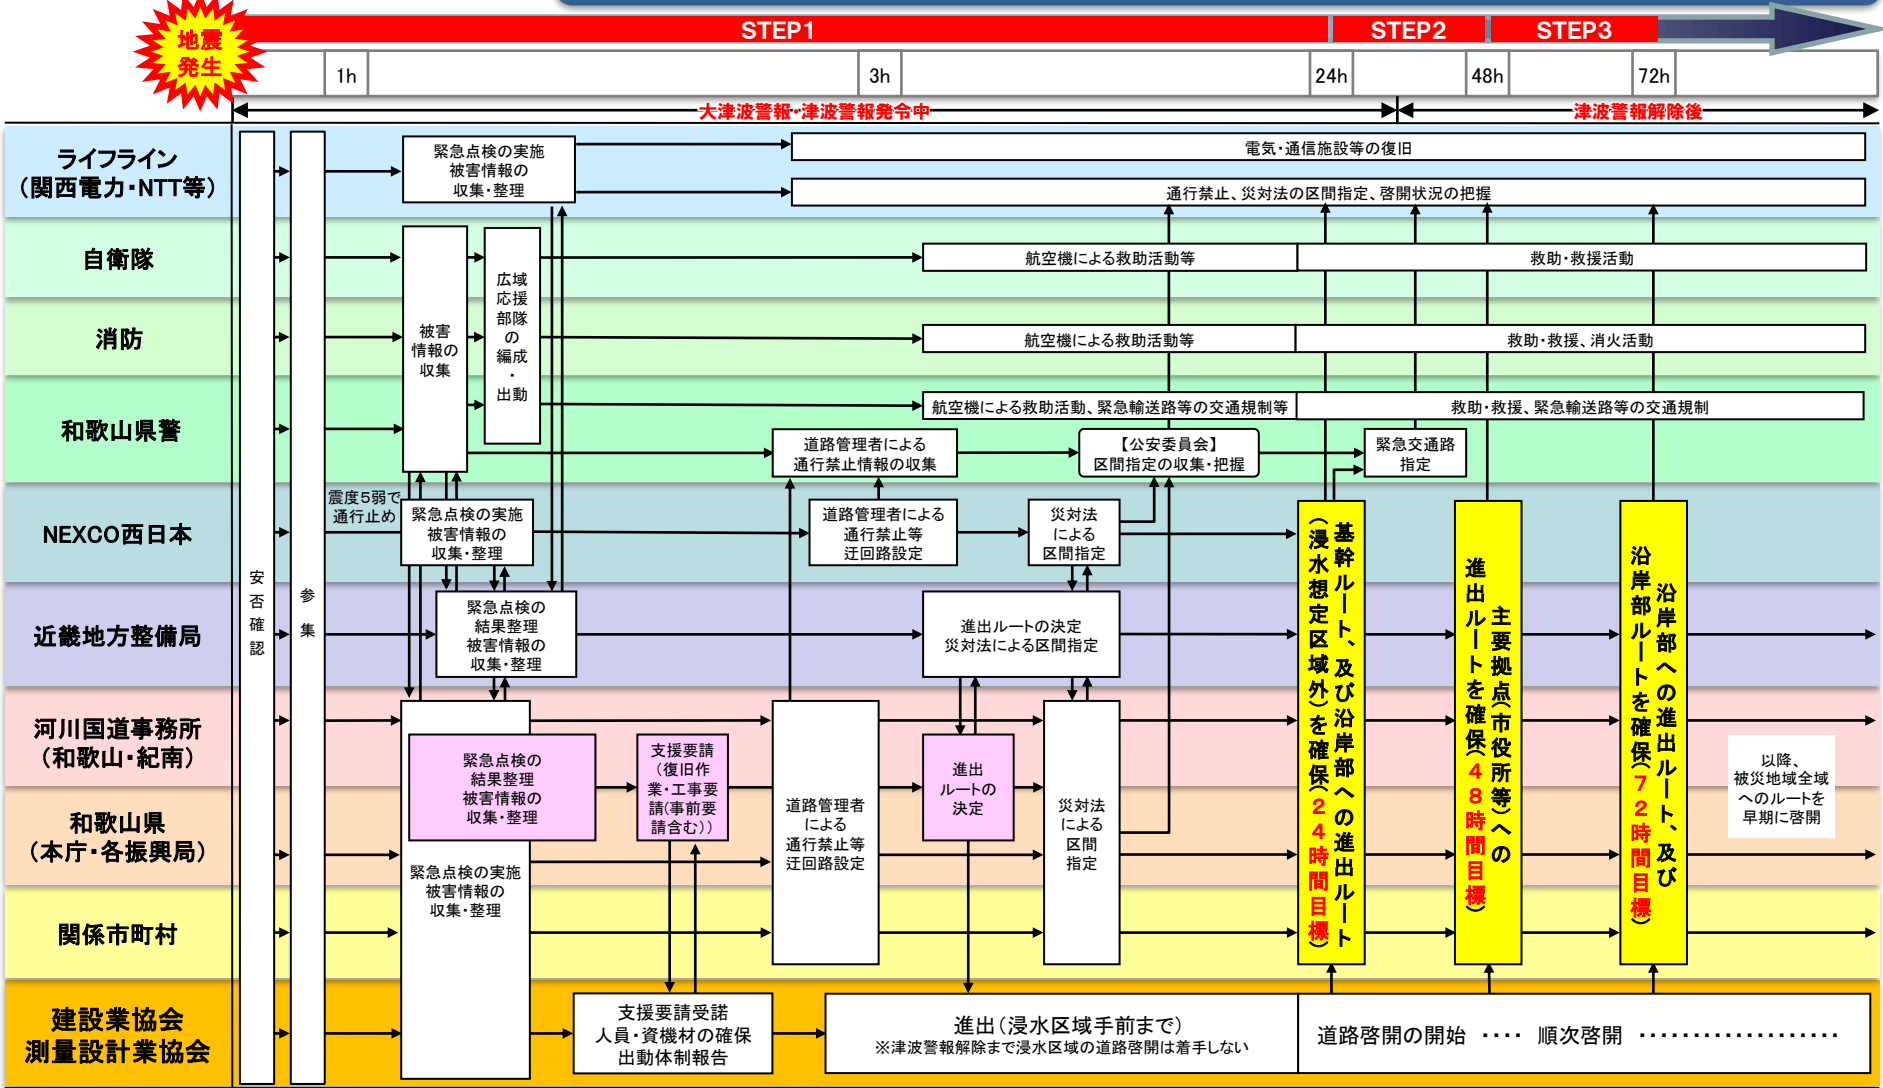 地震
発生
STEP1
STEP2
STEP3
1h
3h
24h
48h
72h
大津波警報・津波警報発令中
津波警報解除後
安否確認
参集
ライフライン
（関西電力・NTT等）
緊急点検の実施
被害情報の
収集・整理
電気・通信施設等の復旧
通行禁止、災対法の区間指定、啓開状況の把握
自衛隊
被害
情報の
収集
広域
応援
部隊
の
編成
・
出動
航空機による救助活動等
救助・救援活動
消防
航空機による救助活動等
救助・救援、消火活動
和歌山県警
航空機による救助活動、緊急輸送路等の交通規制等
救助・救援、緊急輸送路等の交通規制
道路管理者による
通行禁止情報の収集
【公安委員会】
区間指定の収集・把握
緊急交通路
指定
NEXCO西日本
震度5弱で
通行止め
緊急点検の実施
被害情報の
収集・整理
道路管理者による
通行禁止等
迂回路設定
災対法
による
区間指定
近畿地方整備局
緊急点検の
結果整理
被害情報の
収集・整理
進出ルートの決定
災対法による区間指定
河川国道事務所
（和歌山・紀南）
緊急点検の
結果整理
被害情報の
収集・整理
支援要請
（復旧作
業・工事要
請（事前要
請含む））
進出
ルートの
決定
和歌山県
（本庁・各振興局）
緊急点検の実施
被害情報の
収集・整理
道路管理者
による
通行禁止等
迂回路設定
災対法
による
区間
指定
関係市町村
基幹ルート、及び沿岸部への進出ルート
（浸水想定区域外）を確保（24時間目標）
主要拠点（市役所等）への
進出ルートを確保（48時間目標）
沿岸部への進出ルート、及び
沿岸部ルートを確保（72時間目標）
以降、
被災地域全域
へのルートを
早期に啓開
建設業協会
測量設計業協会
支援要請受諾
人員・資機材の確保
出動体制報告
進出（浸水区域手前まで）
※津波警報解除まで浸水区域の道路啓開は着手しない
道路啓開の開始 ‥‥ 順次啓開 ‥‥‥‥‥‥‥‥‥‥